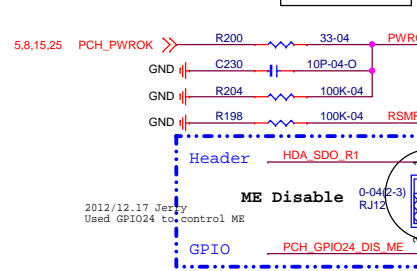 5,8,15,25 PCH_PWROK R200 33-04
GND C230 10P-04-O
GND R204 100K-04
GND R198 100K-04
Header HDA_SDO_R1
ME Disable 0-04(2-3)
RJ12
2012/12.17 Jerry
Used GPIO24 to control ME
GPIO PCH_GPIO24_DIS_ME